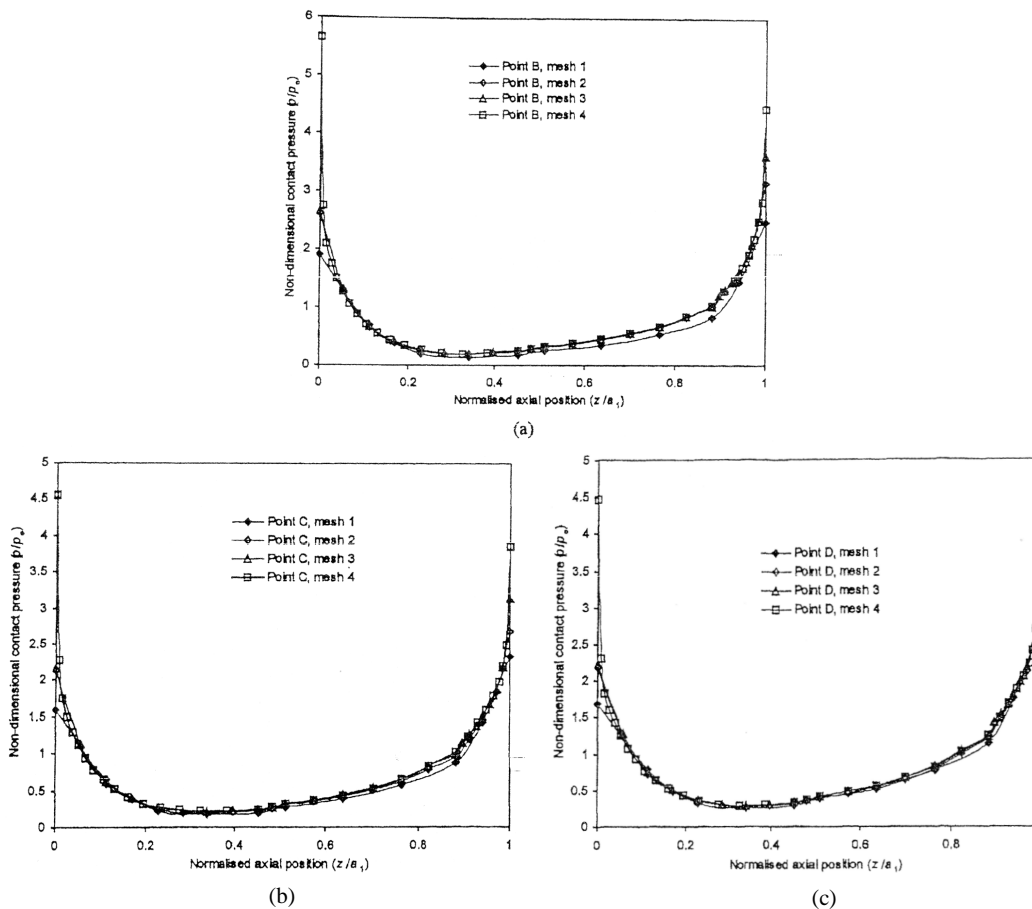 6
5
4
3
2
1
0
0 0.2 0.4 0.6 0.8 1
Non-dimensional contact pressure (p/pₒ)
Point B, mesh 1
Point B, mesh 2
Point B, mesh 3
Point B, mesh 4
Normalised axial position (z/a₁)
(a)
5
4.5
4
3.5
3
2.5
2
1.5
1
0.5
0
0 0.2 0.4 0.6 0.8 1
Non-dimensional contact pressure (p/pₒ)
Point C, mesh 1
Point C, mesh 2
Point C, mesh 3
Point C, mesh 4
Normalised axial position (z/a₁)
(b)
5
4.5
4
3.5
3
2.5
2
1.5
1
0.5
0
0 0.2 0.4 0.6 0.8
Non-dimensional contact pressure (p/pₒ)
Point D, mesh 1
Point D, mesh 2
Point D, mesh 3
Point D, mesh 4
Normalised axial position (z/a₁)
(c)